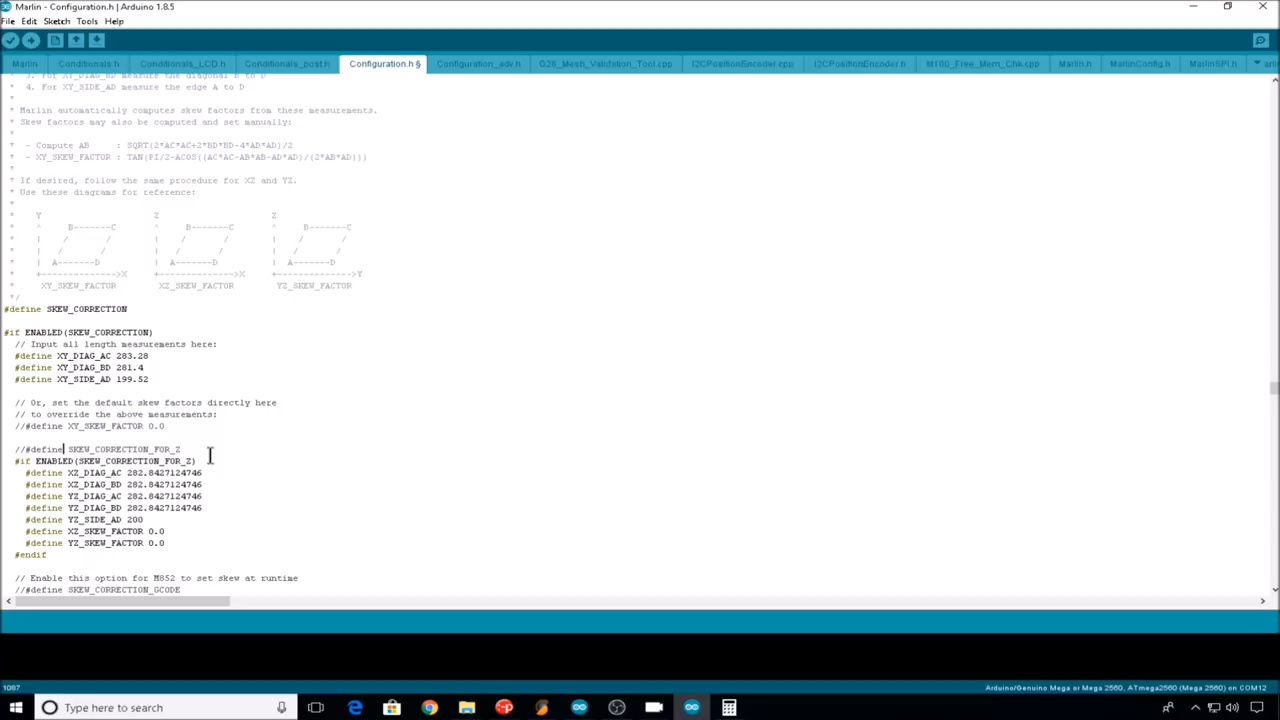 Marlin - Configuration.h | Arduino 1.8.5
File Edit Sketch Tools Help
Marlin Conditionals.h Conditionals_LCD.h Conditionals_post.h Configuration.h § Configuration_adv.h G26_Mesh_Validation_Tool.cpp I2CPositionEncoder.cpp I2CPositionEncoder.h M100_Free_Mem_Chk.cpp Marlin.h MarlinConfig.h MarlinSPI.h
* 3. For XY_DIAG_BD measure the diagonal B to D
* 4. For XY_SIDE_AD measure the edge A to D
*
* Marlin automatically computes skew factors from these measurements.
* Skew factors may also be computed and set manually:
*
* - Compute AB : SQRT(2*AC*AC+2*BD*BD-4*AD*AD)/2
* - XY_SKEW_FACTOR : TAN(PI/2-ACOS((AC*AC-AB*AB-AD*AD)/(2*AB*AD)))
*
* If desired, follow the same procedure for XZ and YZ.
* Use these diagrams for reference:
*
* Y Z Z
* ^ B-------C ^ B-------C ^ B-------C
* | / / | / / | / /
* | / / | / / | / /
* | A-------D | A-------D | A-------D
* +-------------->X +-------------->X +-------------->Y
* XY_SKEW_FACTOR XZ_SKEW_FACTOR YZ_SKEW_FACTOR
*/
#define SKEW_CORRECTION
#if ENABLED(SKEW_CORRECTION)
// Input all length measurements here:
#define XY_DIAG_AC 283.28
#define XY_DIAG_BD 281.4
#define XY_SIDE_AD 199.52
// Or, set the default skew factors directly here
// to override the above measurements:
//#define XY_SKEW_FACTOR 0.0
//#define SKEW_CORRECTION_FOR_Z
#if ENABLED(SKEW_CORRECTION_FOR_Z)
#define XZ_DIAG_AC 282.8427124746
#define XZ_DIAG_BD 282.8427124746
#define YZ_DIAG_AC 282.8427124746
#define YZ_DIAG_BD 282.8427124746
#define YZ_SIDE_AD 200
#define XZ_SKEW_FACTOR 0.0
#define YZ_SKEW_FACTOR 0.0
#endif
// Enable this option for M852 to set skew at runtime
//#define SKEW_CORRECTION_GCODE
1087 Arduino/Genuino Mega or Mega 2560, ATmega2560 (Mega 2560) on COM12
Type here to search